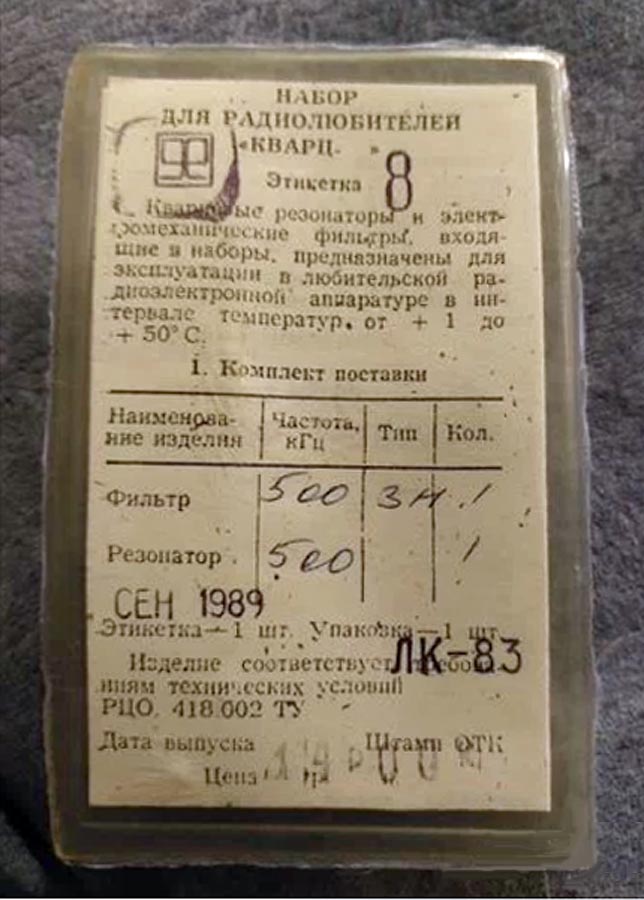 НАБОР
ДЛЯ РАДИОЛЮБИТЕЛЕЙ
«КВАРЦ- »
Этикетка 8
Кварцевые резонаторы и элект-
ромеханические фильтры, входя-
щие в наборы, предназначены для
эксплуатации в любительской ра-
диоэлектронной аппаратуре в ин-
тервале температур, от + 1 до
+ 50° С.
1. Комплект поставки
Наименова-
ние изделия
Частота,
кГц
Тип
Кол.
Фильтр 500 3Н 1
Резонатор 500 1
СЕН 1989
Этикетка — 1 шт. Упаковка — 1 шт.
Изделие соответствует требова-
ниям технических условий
ЛК-83
РЦО. 418.002 ТУ
Дата выпуска Штамп ОТК
Цена р. к.